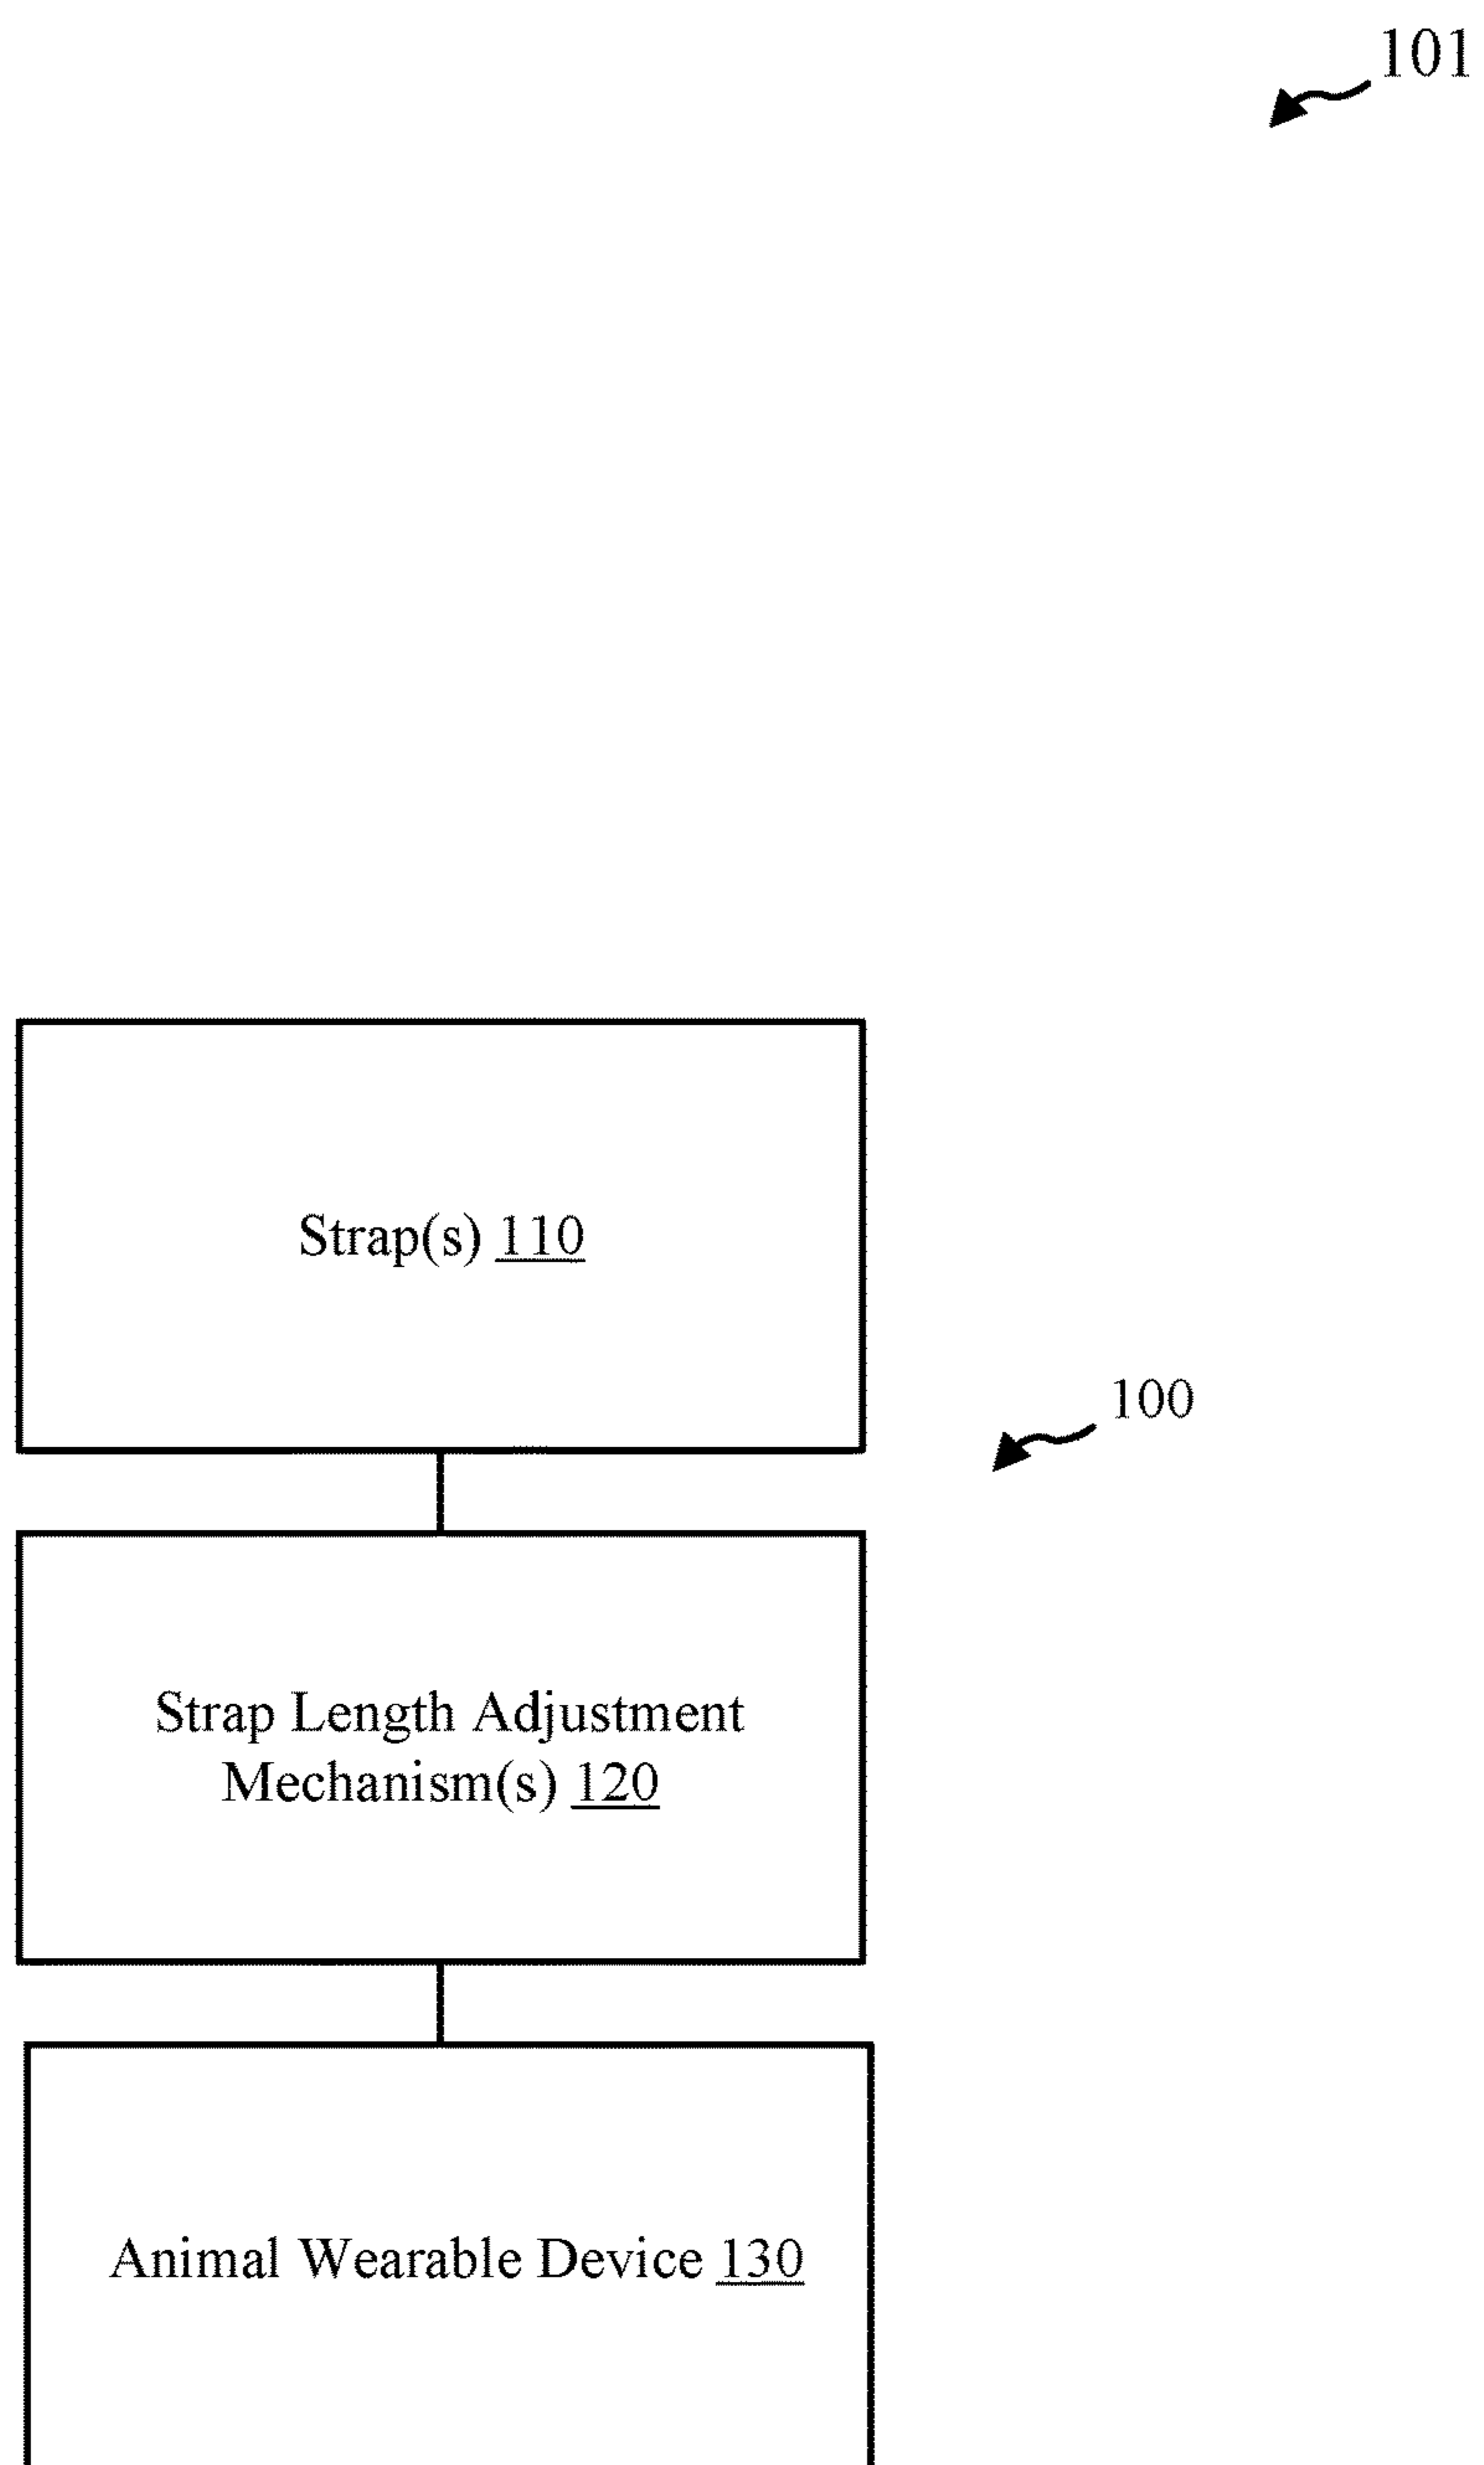 101
Strap(s) 110
100
Strap Length Adjustment
Mechanism(s) 120
Animal Wearable Device 130